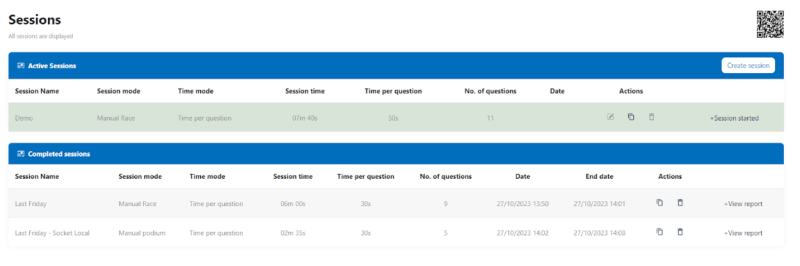 Sessions
All sessions are displayed
Active Sessions Create session
Session Name Session mode Time mode Session time Time per question No. of questions Date Actions
Demo Manual Race Time per question 07m 40s 50s 11 +Session started
Completed sessions
Session Name Session mode Time mode Session time Time per question No. of questions Date End date Actions
Last Friday Manual Race Time per question 06m 00s 30s 9 27/10/2023 13:50 27/10/2023 14:01 +View report
Last Friday - Socket Local Manual podium Time per question 02m 35s 30s 5 27/10/2023 14:02 27/10/2023 14:03 +View report